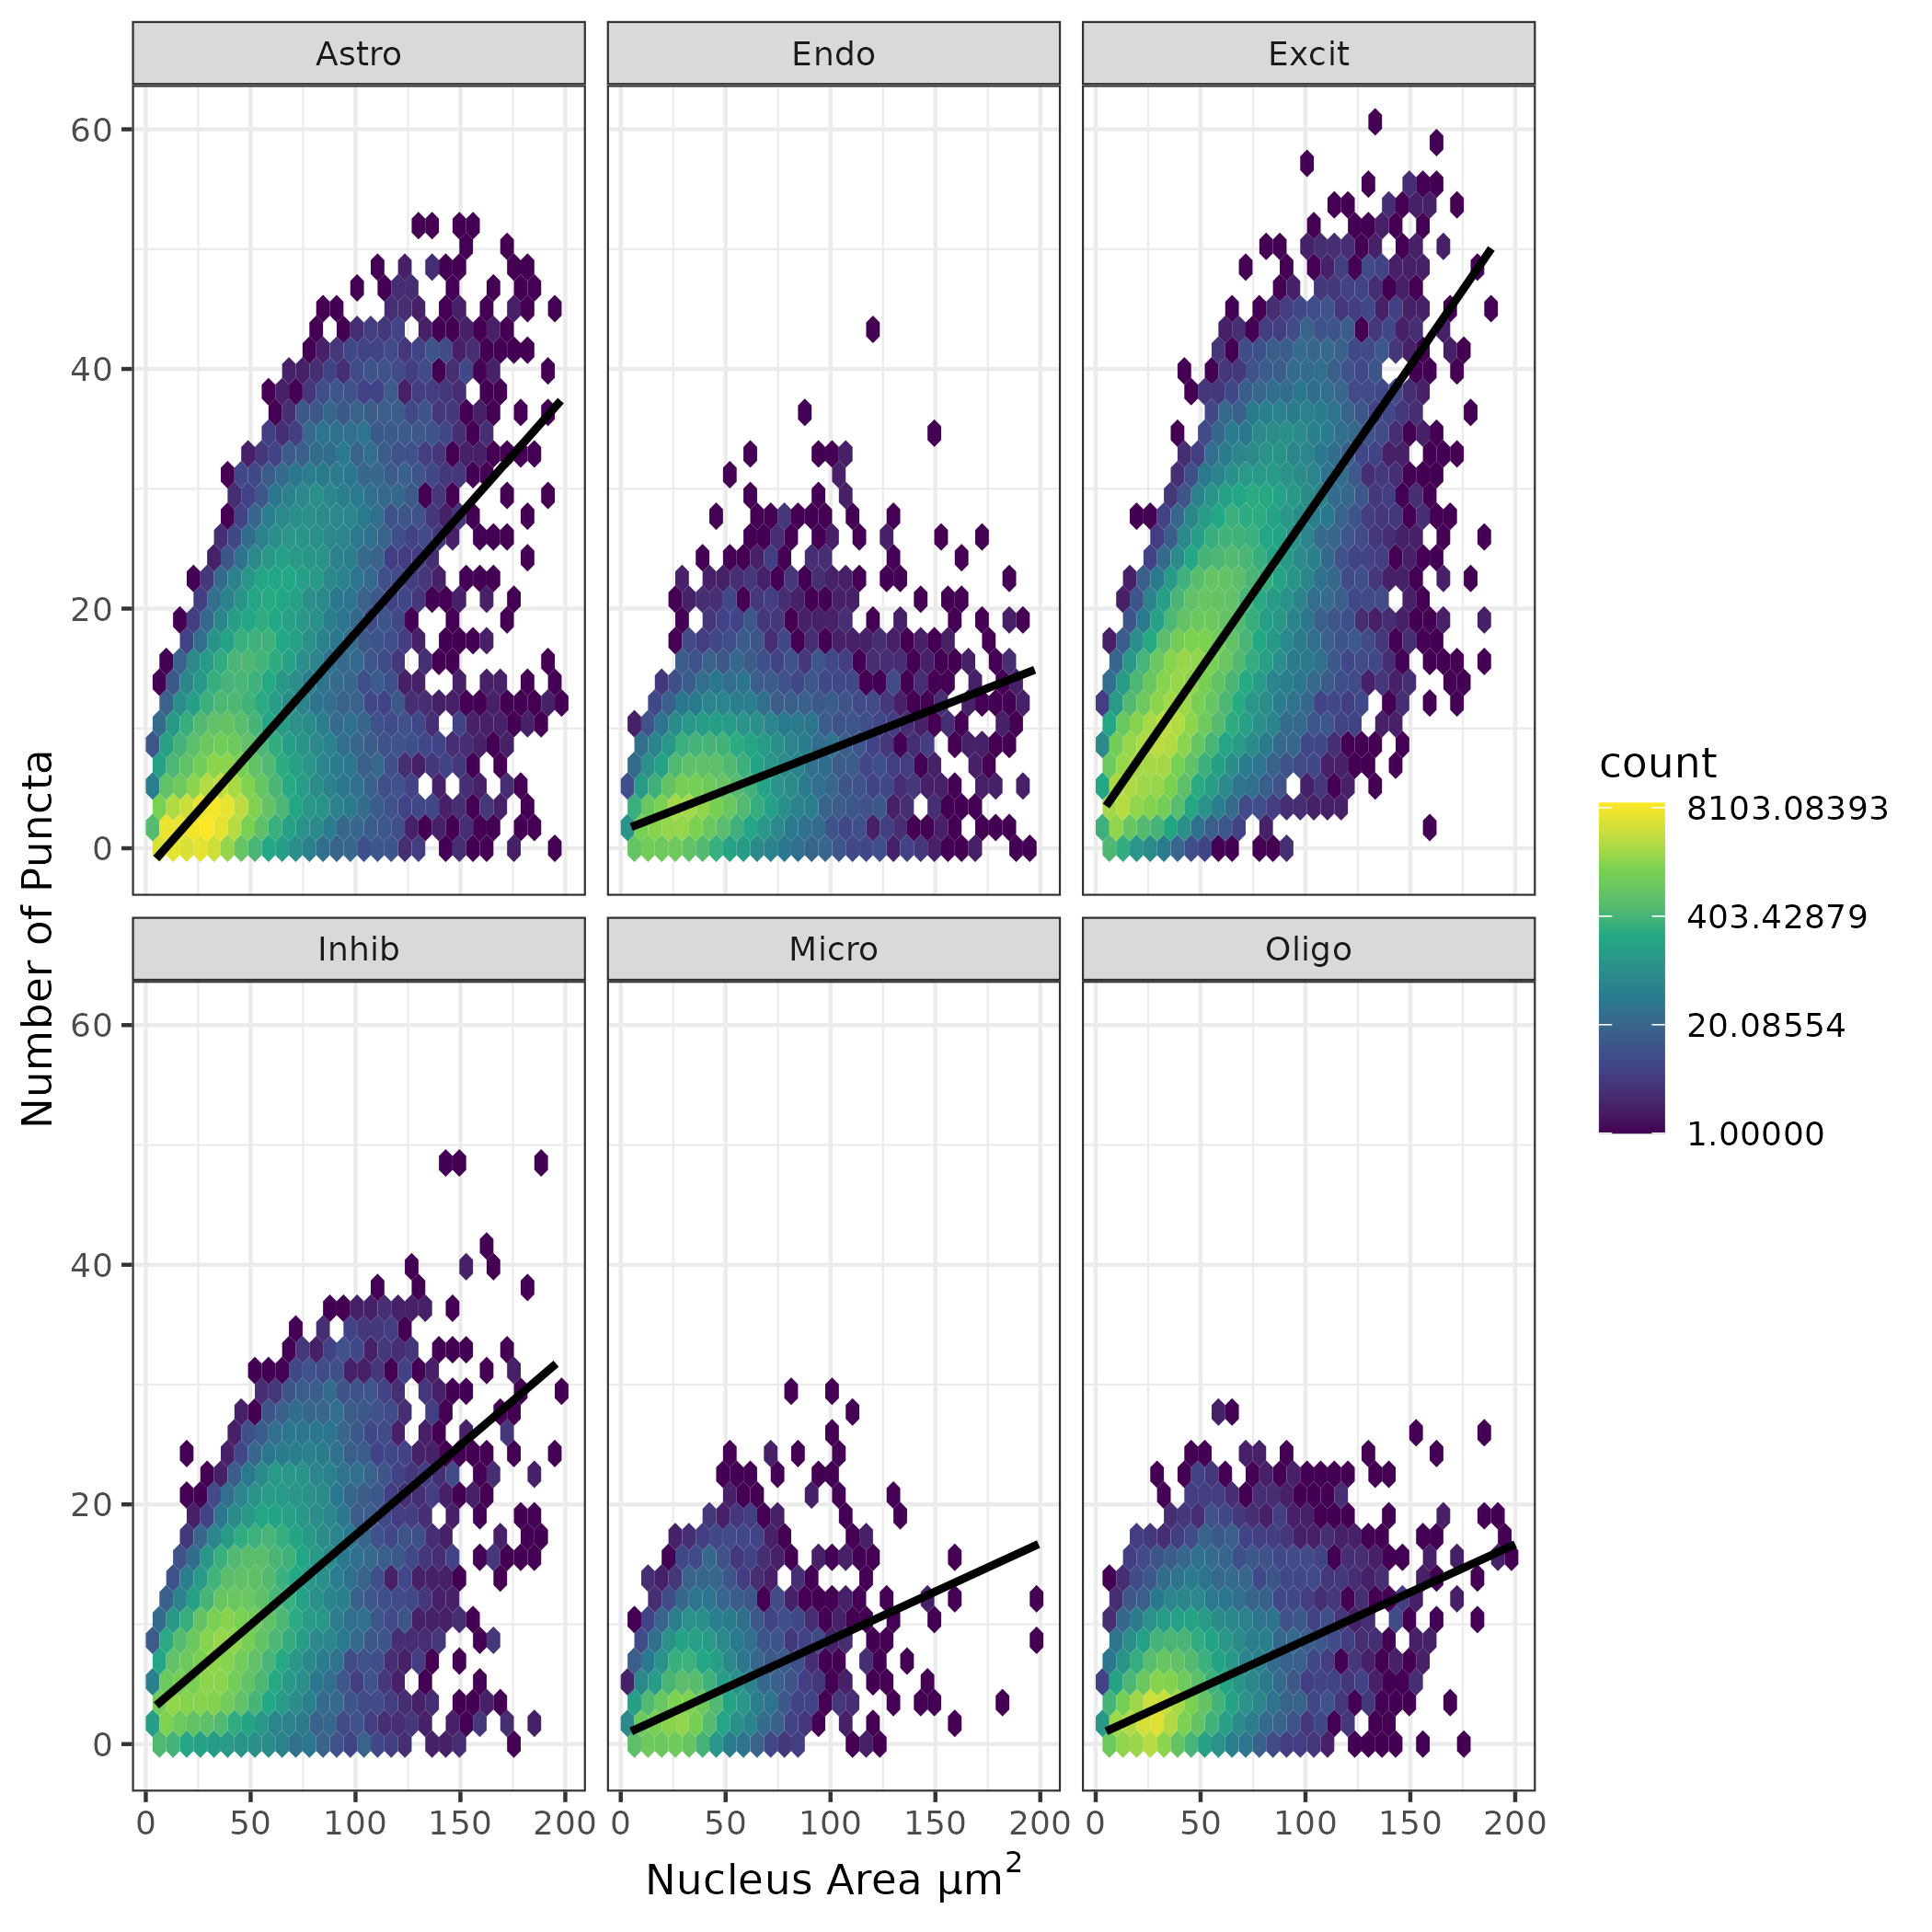 Astro Endo Excit
60
40
20
0
Inhib Micro Oligo
60
40
20
0
0 50 100 150 200 0 50 100 150 200 0 50 100 150 200
Nucleus Area µm²
Number of Puncta
count
8103.08393
403.42879
20.08554
1.00000